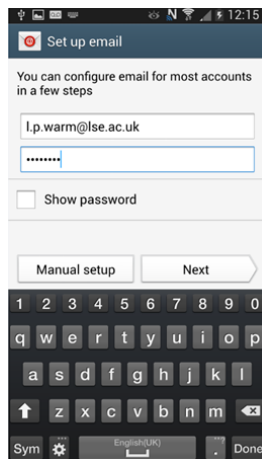 12:15
Set up email
You can configure email for most accounts
in a few steps
l.p.warm@lse.ac.uk
••••••••
Show password
Manual setup Next
1 2 3 4 5 6 7 8 9 0
q w e r t y u i o p
a s d f g h j k l
z x c v b n m
Sym English(UK) . Done